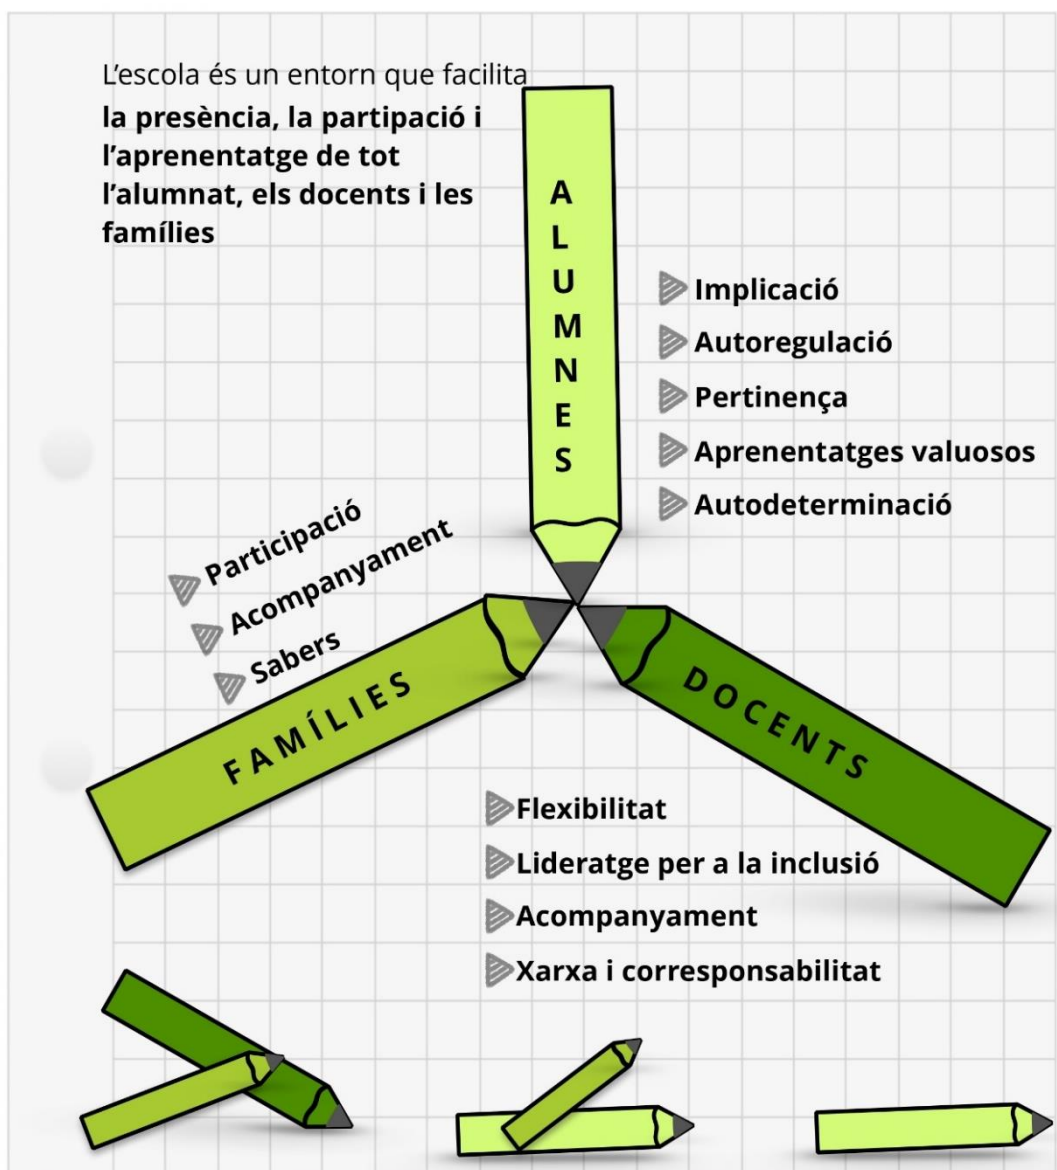 L'escola és un entorn que facilita
la presència, la partipació i
l'aprenentatge de tot
l'alumnat, els docents i les
famílies
ALUMNES
Implicació
Autoregulació
Pertinença
Aprenentatges valuosos
Autodeterminació
Participació
Acompanyament
Sabers
FAMÍLIES
DOCENTS
Flexibilitat
Lideratge per a la inclusió
Acompanyament
Xarxa i corresponsabilitat